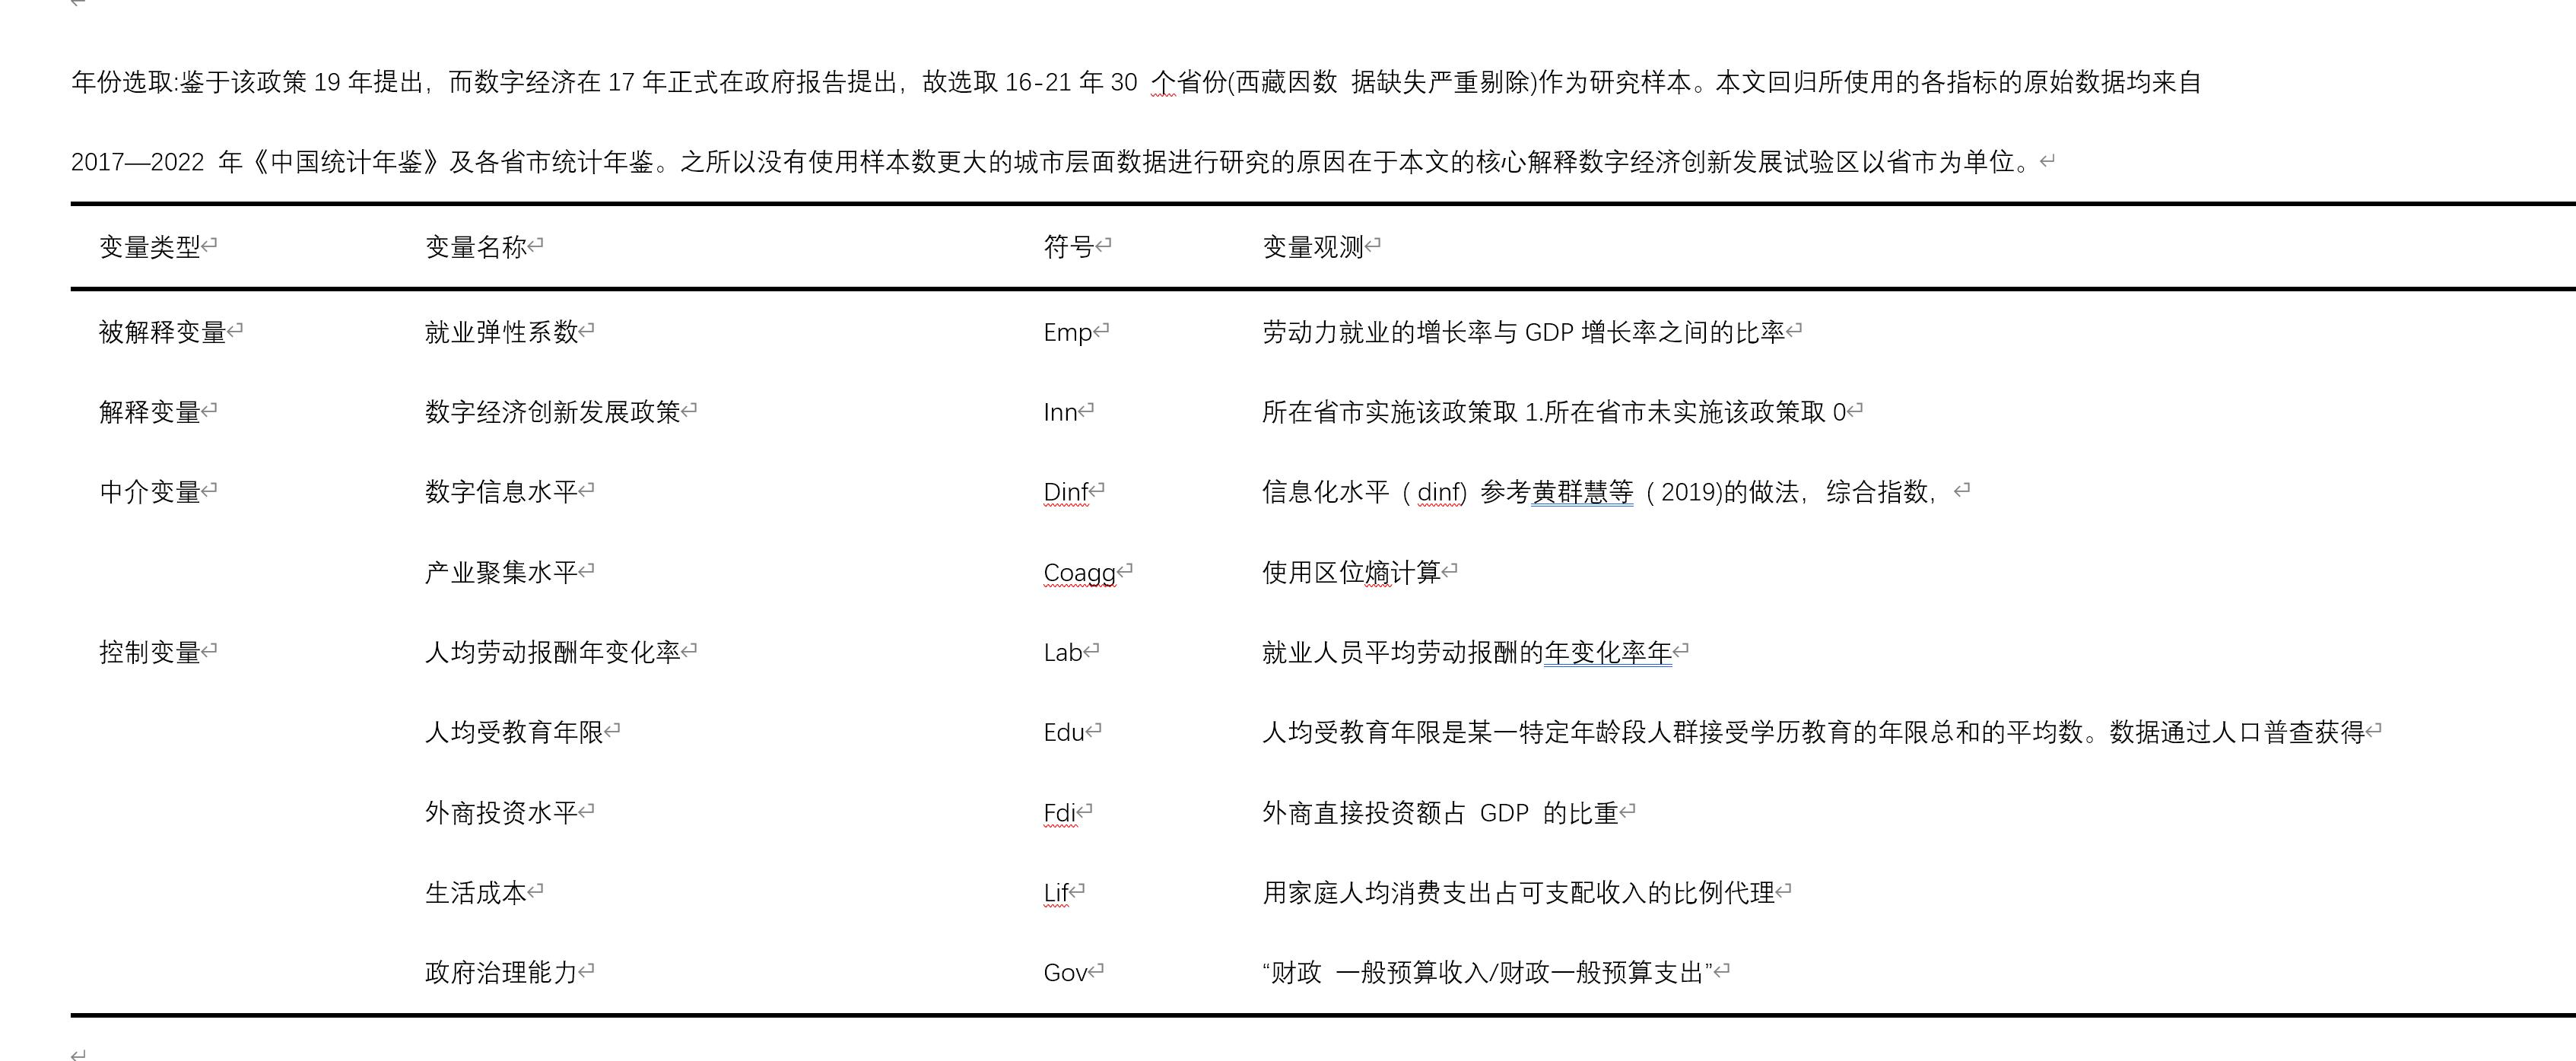 年份选取:鉴于该政策 19 年提出，而数字经济在 17 年正式在政府报告提出，故选取 16-21 年 30 个省份(西藏因数 据缺失严重剔除)作为研究样本。本文回归所使用的各指标的原始数据均来自
2017—2022 年《中国统计年鉴》及各省市统计年鉴。之所以没有使用样本数更大的城市层面数据进行研究的原因在于本文的核心解释数字经济创新发展试验区以省市为单位。
变量类型 变量名称 符号 变量观测
被解释变量 就业弹性系数 Emp 劳动力就业的增长率与 GDP 增长率之间的比率
解释变量 数字经济创新发展政策 Inn 所在省市实施该政策取 1.所在省市未实施该政策取 0
中介变量 数字信息水平 Dinf 信息化水平 ( dinf) 参考黄群慧等 ( 2019)的做法，综合指数，
产业聚集水平 Coagg 使用区位熵计算
控制变量 人均劳动报酬年变化率 Lab 就业人员平均劳动报酬的年变化率年
人均受教育年限 Edu 人均受教育年限是某一特定年龄段人群接受学历教育的年限总和的平均数。数据通过人口普查获得
外商投资水平 Fdi 外商直接投资额占 GDP 的比重
生活成本 Lif 用家庭人均消费支出占可支配收入的比例代理
政府治理能力 Gov “财政 一般预算收入/财政一般预算支出”